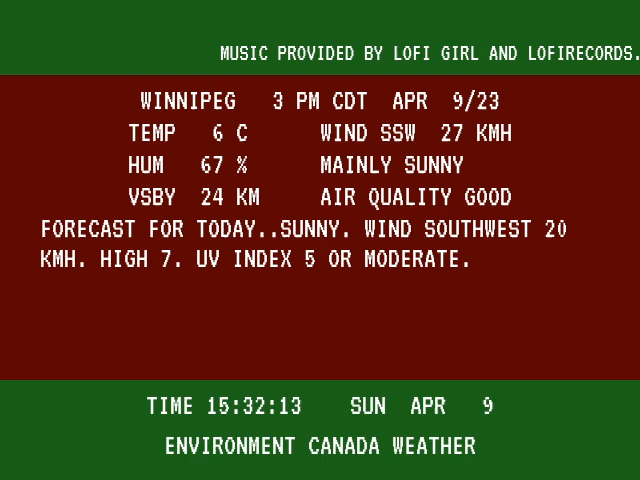 MUSIC PROVIDED BY LOFI GIRL AND LOFIRECORDS.
WINNIPEG 3 PM CDT APR 9/23
TEMP 6 C WIND SSW 27 KMH
HUM 67 % MAINLY SUNNY
VSBY 24 KM AIR QUALITY GOOD
FORECAST FOR TODAY..SUNNY. WIND SOUTHWEST 20
KMH. HIGH 7. UV INDEX 5 OR MODERATE.
TIME 15:32:13 SUN APR 9
ENVIRONMENT CANADA WEATHER